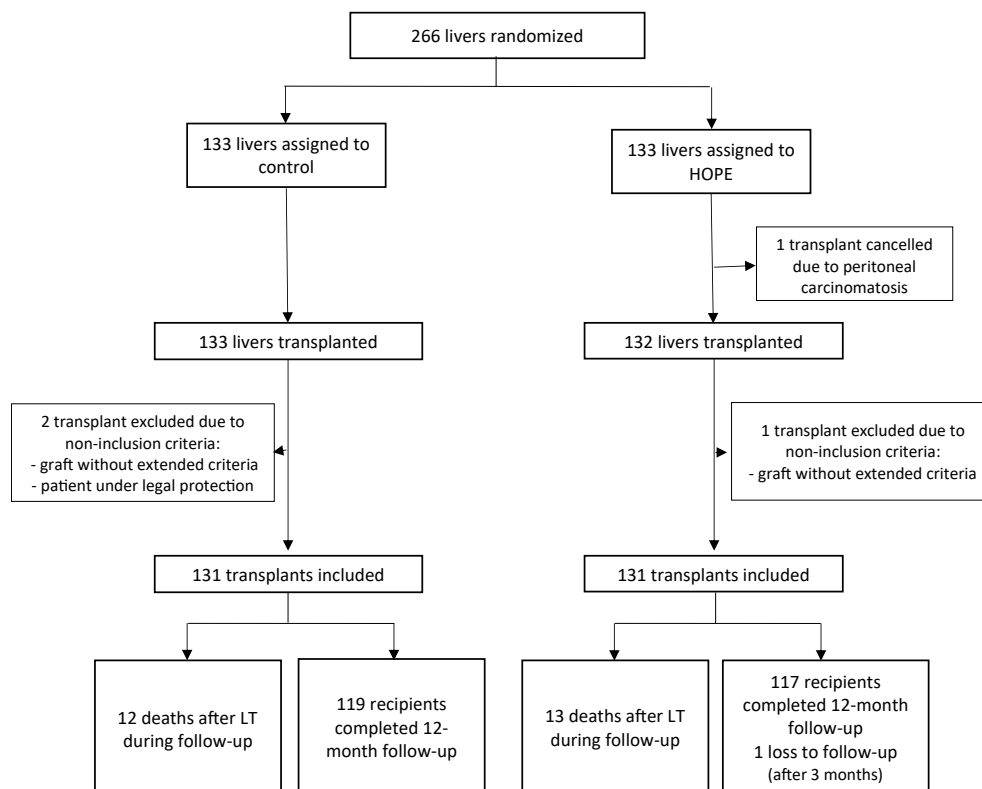 266 livers randomized
133 livers assigned to
control
133 livers assigned to
HOPE
1 transplant cancelled
due to peritoneal
carcinomatosis
133 livers transplanted
132 livers transplanted
2 transplant excluded due to
non-inclusion criteria:
- graft without extended criteria
- patient under legal protection
1 transplant excluded due to
non-inclusion criteria:
- graft without extended criteria
131 transplants included
131 transplants included
12 deaths after LT
during follow-up
119 recipients
completed 12-
month follow-up
13 deaths after LT
during follow-up
117 recipients
completed 12-month
follow-up
1 loss to follow-up
(after 3 months)